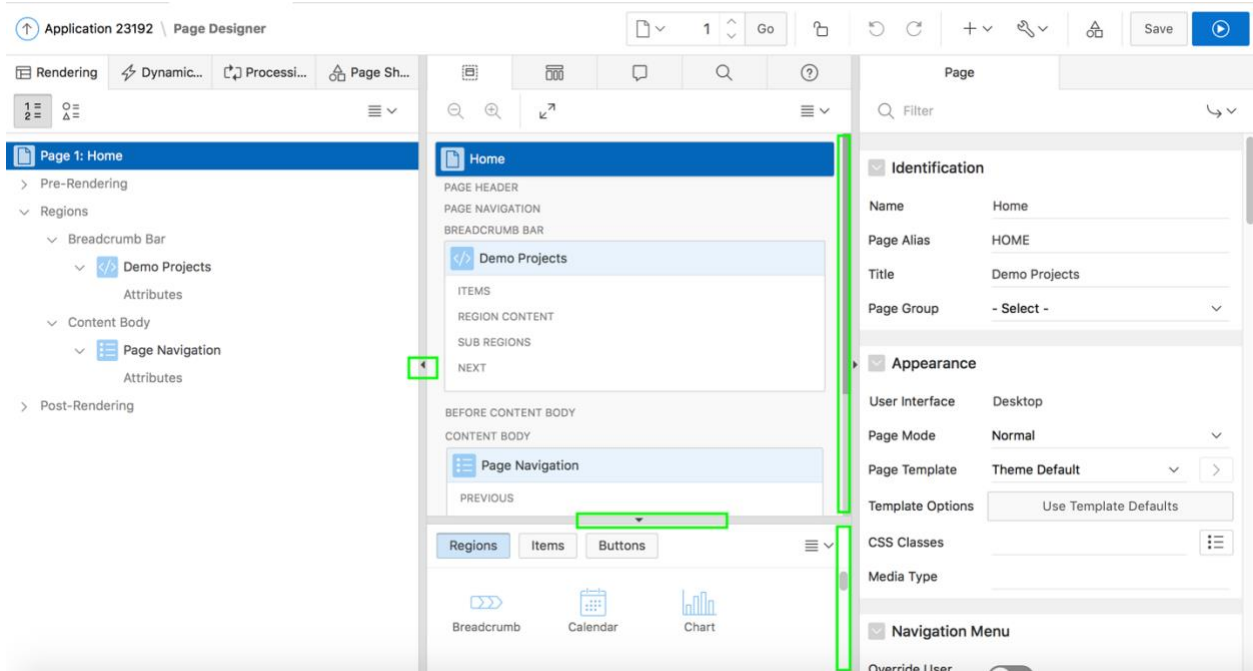 Application 23192 \ Page Designer
1
Go
Save
Rendering
Dynamic...
Processi...
Page Sh...
Page
Filter
Page 1: Home
Pre-Rendering
Regions
Breadcrumb Bar
Demo Projects
Attributes
Content Body
Page Navigation
Attributes
Post-Rendering
Home
PAGE HEADER
PAGE NAVIGATION
BREADCRUMB BAR
Demo Projects
ITEMS
REGION CONTENT
SUB REGIONS
NEXT
BEFORE CONTENT BODY
CONTENT BODY
Page Navigation
PREVIOUS
Regions
Items
Buttons
Breadcrumb
Calendar
Chart
Identification
Name Home
Page Alias HOME
Title Demo Projects
Page Group - Select -
Appearance
User Interface Desktop
Page Mode Normal
Page Template Theme Default
Template Options Use Template Defaults
CSS Classes
Media Type
Navigation Menu
Override User